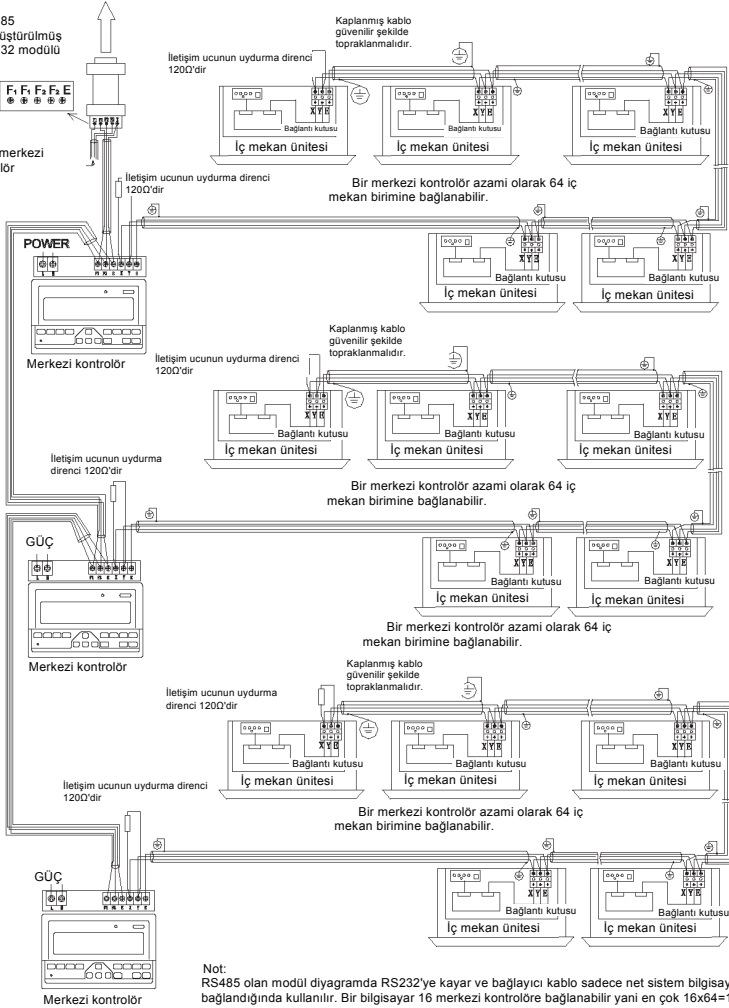 85
üştürülmüş
32 modülü
F₁ F₁ F₂ F₂ E
merkezi
lör
İletişim ucunun uydurma direnci
120Ω'dir
Kaplanmış kablo
güvenilir şekilde
topraklanmalıdır.
X Y E
Bağlantı kutusu
İç mekan ünitesi
X Y E
Bağlantı kutusu
İç mekan ünitesi
X Y E
Bağlantı kutusu
İç mekan ünitesi
Bir merkezi kontrolör azami olarak 64 iç
mekan birimine bağlanabilir.
İletişim ucunun uydurma direnci
120Ω'dir
POWER
Merkezi kontrolör
X Y E
Bağlantı kutusu
İç mekan ünitesi
X Y E
Bağlantı kutusu
İç mekan ünitesi
İletişim ucunun uydurma direnci
120Ω'dir
Kaplanmış kablo
güvenilir şekilde
topraklanmalıdır.
X Y E
Bağlantı kutusu
İç mekan ünitesi
X Y E
Bağlantı kutusu
İç mekan ünitesi
X Y E
Bağlantı kutusu
İç mekan ünitesi
Bir merkezi kontrolör azami olarak 64 iç
mekan birimine bağlanabilir.
İletişim ucunun uydurma
direnci 120Ω'dir
GÜÇ
Merkezi kontrolör
X Y E
Bağlantı kutusu
İç mekan ünitesi
X Y E
Bağlantı kutusu
İç mekan ünitesi
Bir merkezi kontrolör azami olarak 64 iç
mekan birimine bağlanabilir.
İletişim ucunun uydurma
direnci 120Ω'dir
Kaplanmış kablo
güvenilir şekilde
topraklanmalıdır.
X Y E
Bağlantı kutusu
İç mekan ünitesi
X Y E
Bağlantı kutusu
İç mekan ünitesi
X Y E
Bağlantı kutusu
İç mekan ünitesi
Bir merkezi kontrolör azami olarak 64 iç
mekan birimine bağlanabilir.
İletişim ucunun uydurma direnci
120Ω'dir
GÜÇ
Merkezi kontrolör
X Y E
Bağlantı kutusu
İç mekan ünitesi
X Y E
Bağlantı kutusu
İç mekan ünitesi
Not:
RS485 olan modül diyagramda RS232'ye kayar ve bağlayıcı kablo sadece net sistem bilgisay
bağlandığında kullanılır. Bir bilgisayar 16 merkezi kontrolöre bağlanabilir yani en çok 16x64=1